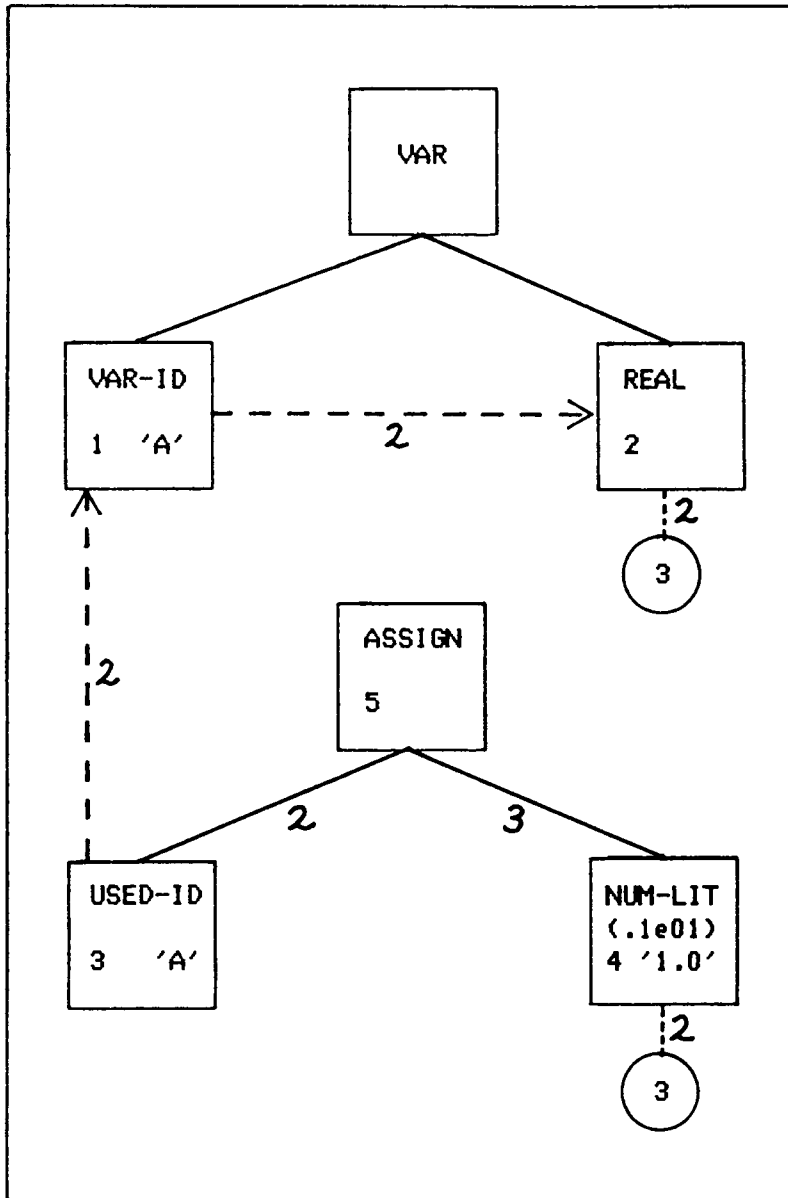 VAR
VAR-ID
1 'A'
2
REAL
2
2
3
ASSIGN
5
2
2
3
USED-ID
3 'A'
NUM-LIT
(.1e01)
4 '1.0'
2
3